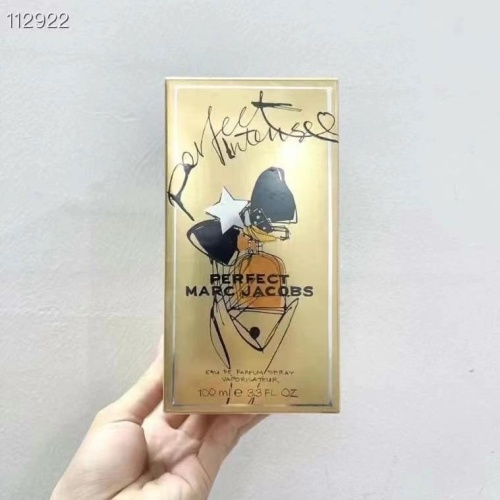 112922
perfect
intense
PERFECT
MARC JACOBS
EAU DE PARFUM SPRAY
VAPORISATEUR
100 ml e 3.3 FL OZ